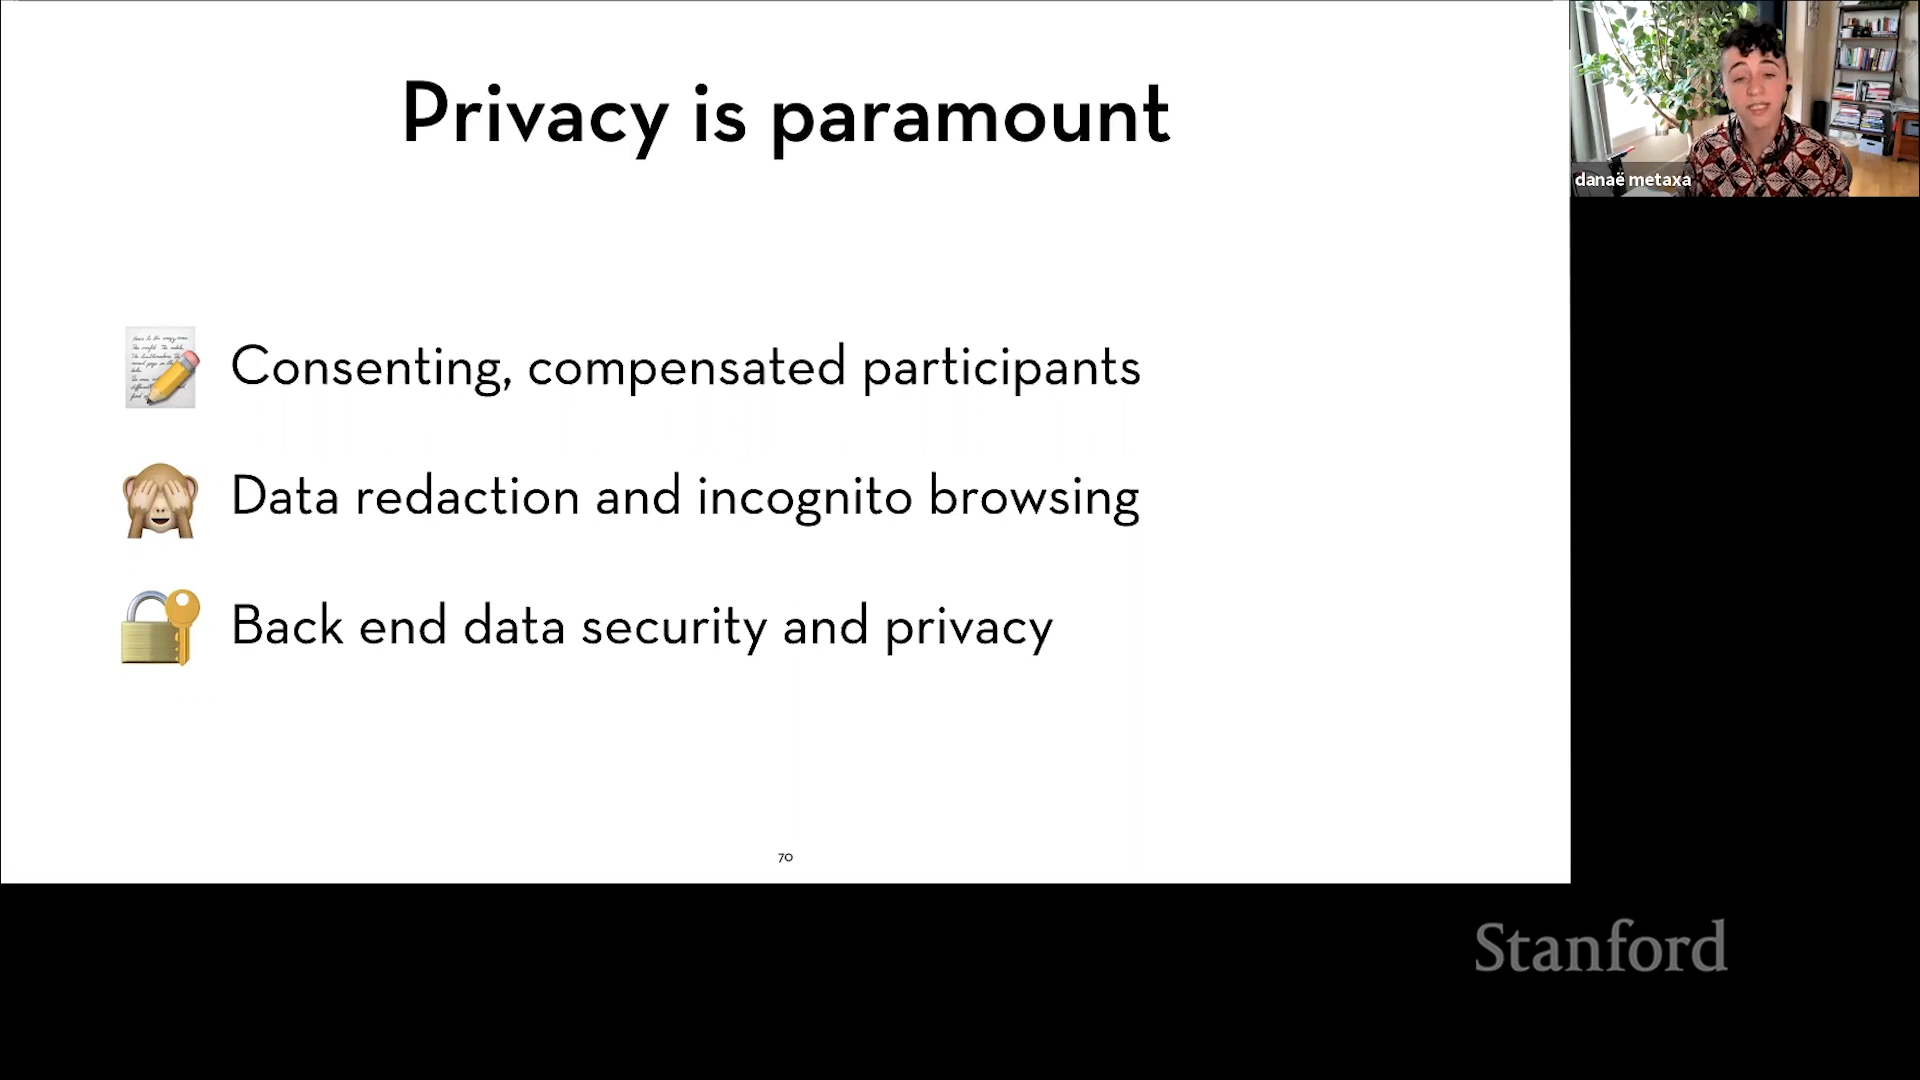 Privacy is paramount
danaë metaxa
Consenting, compensated participants
Data redaction and incognito browsing
Back end data security and privacy
70
Stanford